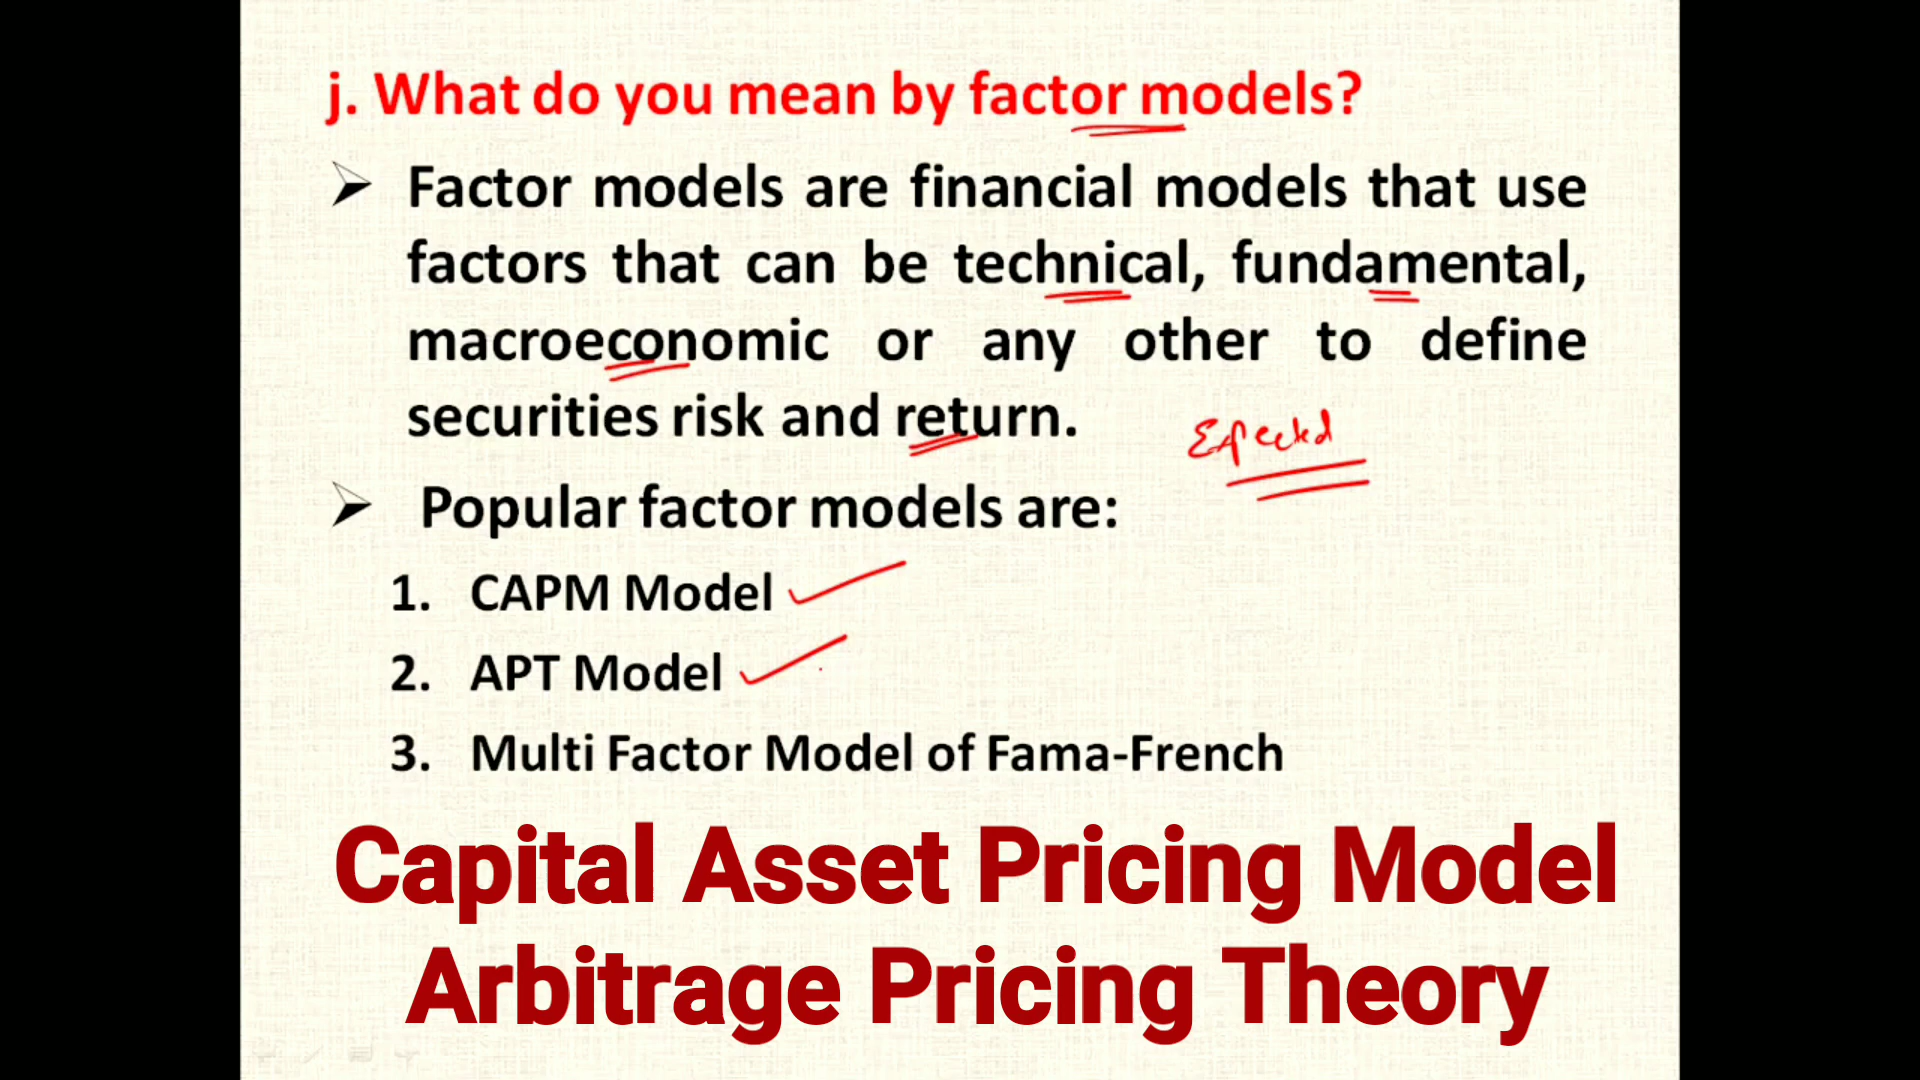 j. What do you mean by factor models?
➢ Factor models are financial models that use
factors that can be technical, fundamental,
macroeconomic or any other to define
securities risk and return.
Expected
➢ Popular factor models are:
1. CAPM Model
2. APT Model
3. Multi Factor Model of Fama-French
Capital Asset Pricing Model
Arbitrage Pricing Theory